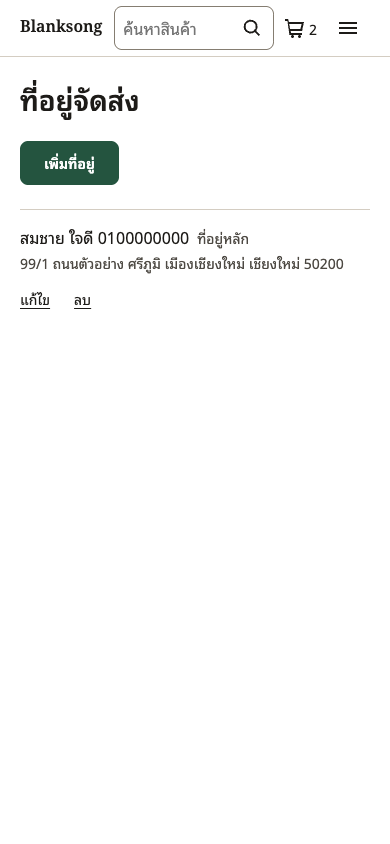 Blanksong
ค้นหาสินค้า
2
ที่อยู่จัดส่ง
เพิ่มที่อยู่
สมชาย ใจดี 0100000000 ที่อยู่หลัก
99/1 ถนนตัวอย่าง ศรีภูมิ เมืองเชียงใหม่ เชียงใหม่ 50200
แก้ไข ลบ